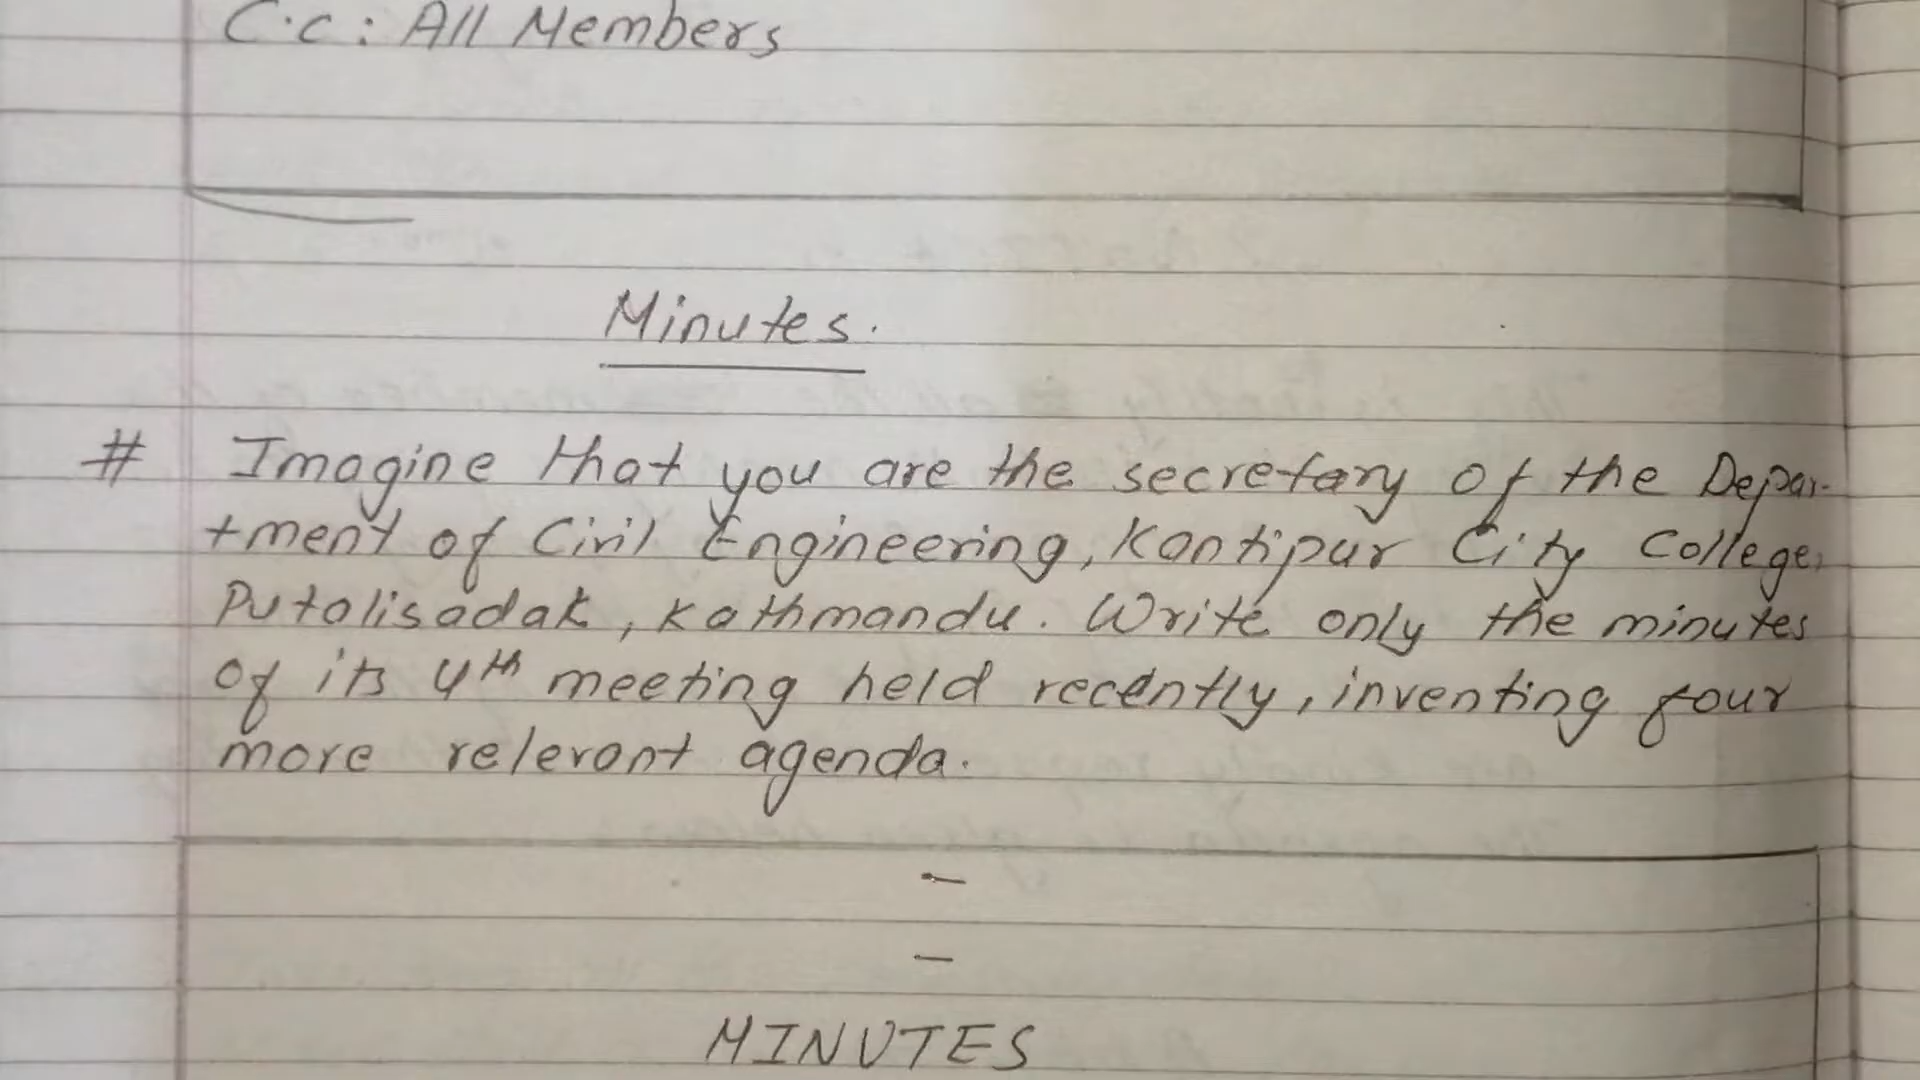 C.c: All Members
Minutes.
# Imagine that you are the secretary of the Depar-
tment of Civil Engineering, Kantipur City College,
Putalisadak, Kathmandu. Write only the minutes
of its 4th meeting held recently, inventing four
more relevant agenda.
MINUTES